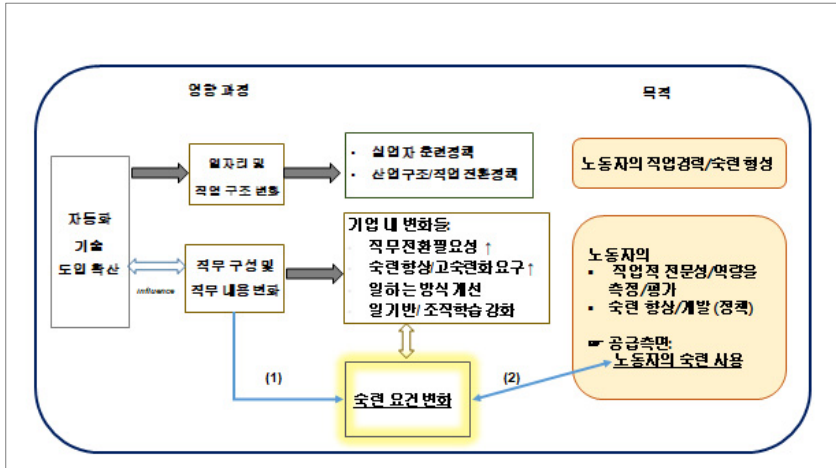 영향 과정
목적
자동화
기술
도입 확산
일자리 및
직업 구조 변화
▪ 실업자 훈련정책
▪ 산업구조/직업 전환정책
노동자의 직업경력/숙련 형성
influence
직무 구성 및
직무 내용 변화
기업 내 변화등:
직무전환필요성 ↑
숙련향상/고숙련화요구 ↑
일하는 방식 개선
일기반/ 조직학습 강화
노동자의
▪ 직업적 전문성/역량을
측정/평가
▪ 숙련 향상/개발 (정책)
☛ 공급측면:
노동자의 숙련 사용
(1)
(2)
숙련 요건 변화